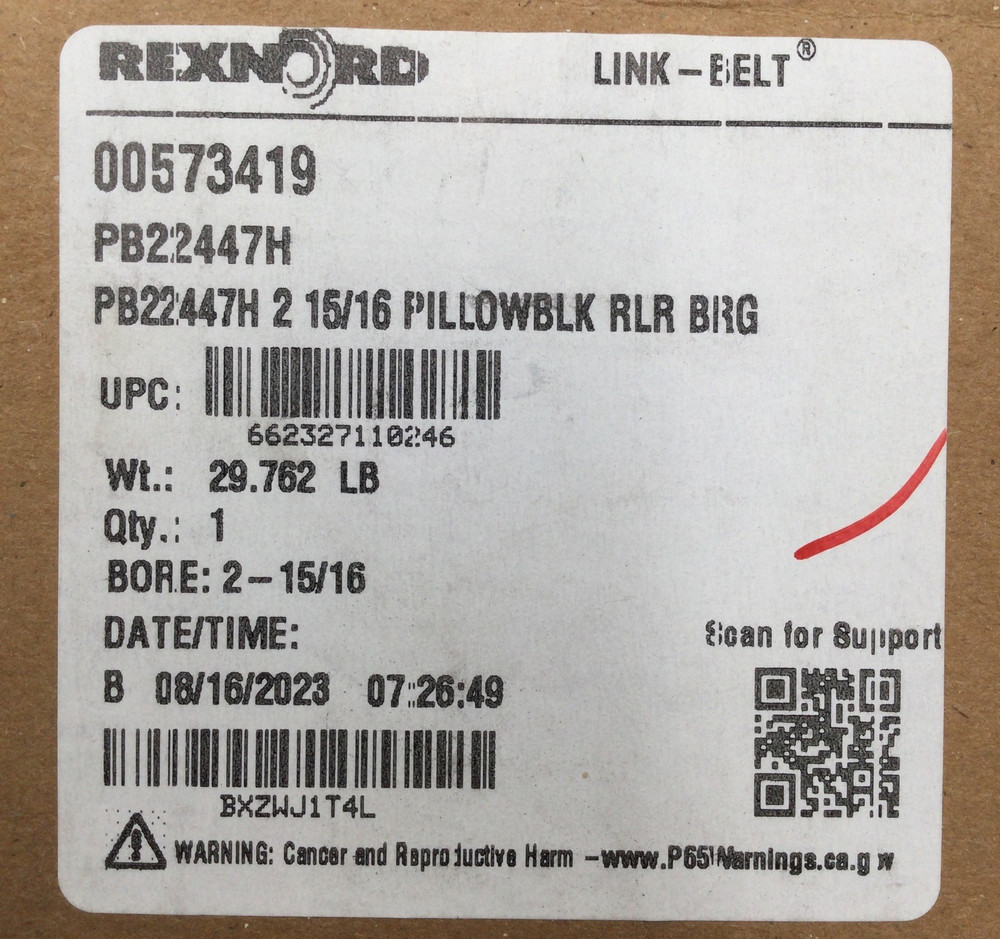 REXNORD LINK-BELT®
00573419
PB22447H
PB22447H 2 15/16 PILLOWBLK RLR BRG
UPC:
662327110246
Wt.: 29.762 LB
Qty.: 1
BORE: 2-15/16
DATE/TIME:
B 08/16/2023 07:26:49
BXZWJ1T4L
Scan for Support
WARNING: Cancer and Reproductive Harm -www.P65Warnings.ca.gov